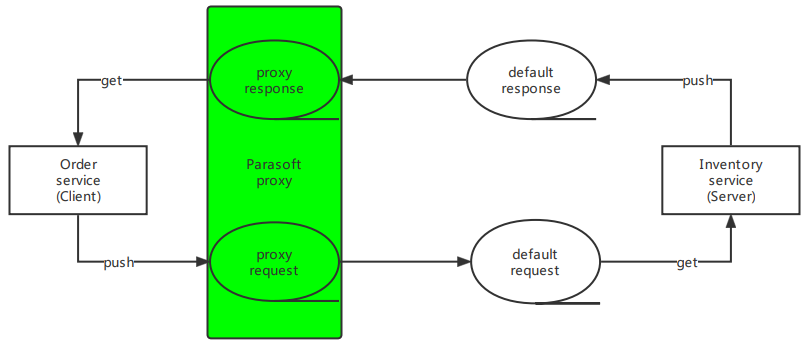 get
proxy
response
default
response
push
Order
service
(Client)
Parasoft
proxy
Inventory
service
(Server)
push
proxy
request
default
request
get